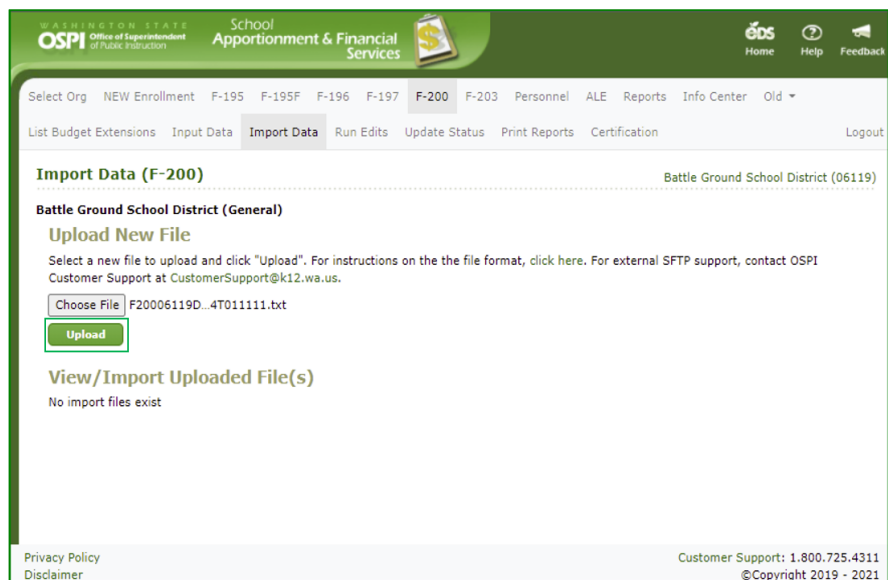 WASHINGTON STATE
OSPI Office of Superintendent of Public Instruction
School
Apportionment & Financial
Services
EDS
Home Help Feedback
Select Org NEW Enrollment F-195 F-195F F-196 F-197 F-200 F-203 Personnel ALE Reports Info Center Old
List Budget Extensions Input Data Import Data Run Edits Update Status Print Reports Certification Logout
Import Data (F-200) Battle Ground School District (06119)
Battle Ground School District (General)
Upload New File
Select a new file to upload and click "Upload". For instructions on the the file format, click here. For external SFTP support, contact OSPI
Customer Support at CustomerSupport@k12.wa.us.
Choose File F20006119D...4T011111.txt
Upload
View/Import Uploaded File(s)
No import files exist
Privacy Policy Customer Support: 1.800.725.4311
Disclaimer ©Copyright 2019 - 2021